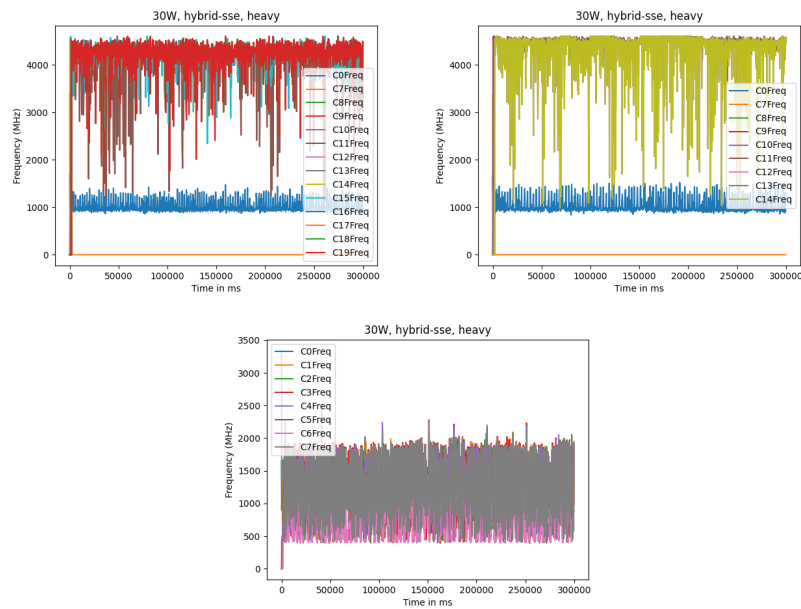 30W, hybrid-sse, heavy
4000
3000
2000
1000
0
Frequency (MHz)
C0Freq
C7Freq
C8Freq
C9Freq
C10Freq
C11Freq
C12Freq
C13Freq
C14Freq
C15Freq
C16Freq
C17Freq
C18Freq
C19Freq
0 50000 100000 150000 200000 250000 300000
Time in ms
30W, hybrid-sse, heavy
4000
3000
2000
1000
0
Frequency (MHz)
C0Freq
C7Freq
C8Freq
C9Freq
C10Freq
C11Freq
C12Freq
C13Freq
C14Freq
0 50000 100000 150000 200000 250000 300000
Time in ms
30W, hybrid-sse, heavy
3500
3000
2500
2000
1500
1000
500
0
Frequency (MHz)
C0Freq
C1Freq
C2Freq
C3Freq
C4Freq
C5Freq
C6Freq
C7Freq
0 50000 100000 150000 200000 250000 300000
Time in ms